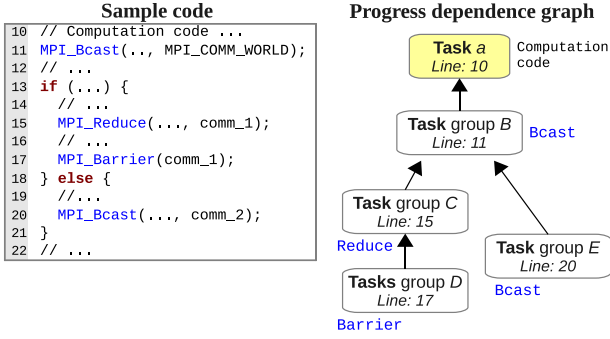 Sample code
10 // Computation code ...
11 MPI_Bcast(.., MPI_COMM_WORLD);
12 // ...
13 if (...) {
14 // ...
15 MPI_Reduce(..., comm_1);
16 // ...
17 MPI_Barrier(comm_1);
18 } else {
19 //...
20 MPI_Bcast(..., comm_2);
21 }
22 // ...
Progress dependence graph
Task a
Line: 10
Computation
code
Task group B
Line: 11
Bcast
Task group C
Line: 15
Reduce
Task group E
Line: 20
Bcast
Tasks group D
Line: 17
Barrier